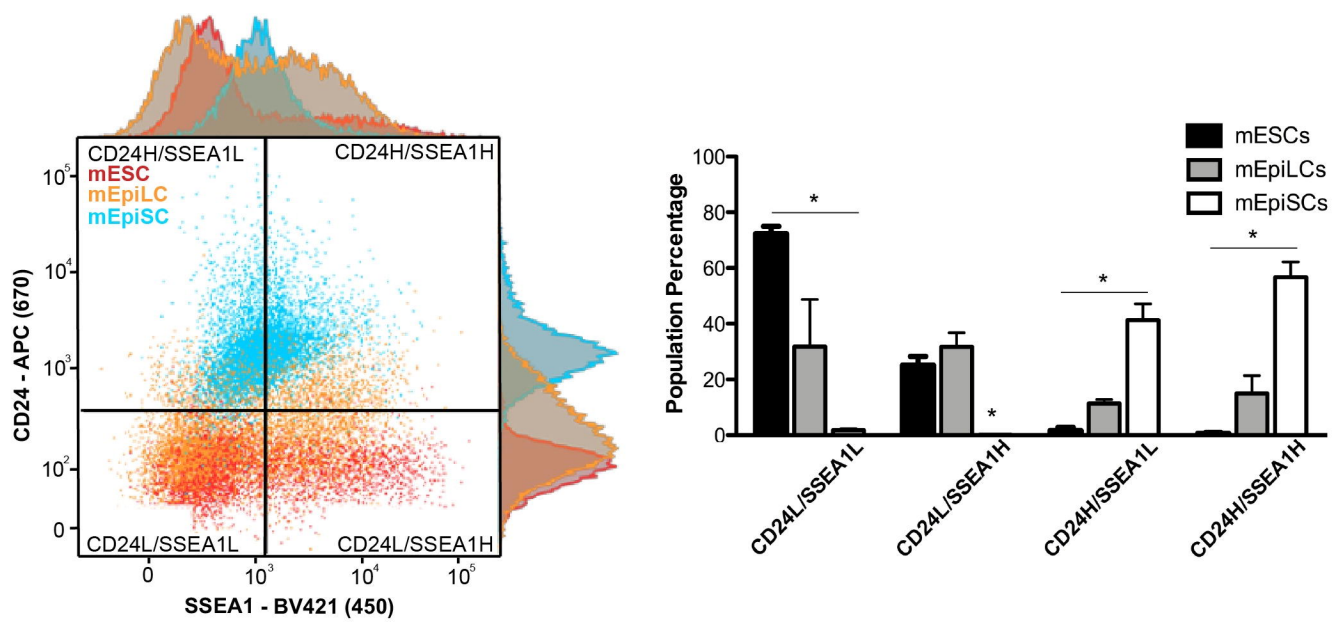 CD24H/SSEA1L
CD24H/SSEA1H
mESC
mEpiLC
mEpiSC
10^5
10^4
10^3
10^2
0
CD24 - APC (670)
CD24L/SSEA1L
CD24L/SSEA1H
0
10^3
10^4
10^5
SSEA1 - BV421 (450)
mESCs
mEpiLCs
mEpiSCs
Population Percentage
100
80
60
40
20
0
*
*
*
*
CD24L/SSEA1L
CD24L/SSEA1H
CD24H/SSEA1L
CD24H/SSEA1H